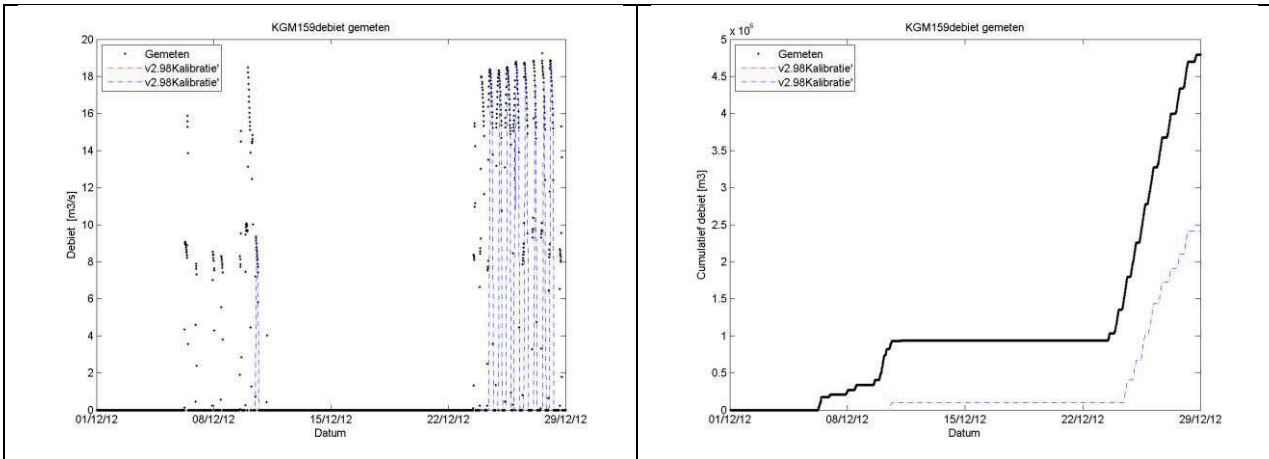 KGM159debiet gemeten
20
18
16
14
12
10
8
6
4
2
0
Debiet [m3/s]
Gemeten
v2.98Kalibratie'
v2.98Kalibratie'
01/12/12 08/12/12 15/12/12 22/12/12 29/12/12
Datum
KGM159debiet gemeten
5
x 10⁶
4.5
4
3.5
3
2.5
2
1.5
1
0.5
0
Cumulatief debiet [m3]
Gemeten
v2.98Kalibratie'
v2.98Kalibratie'
01/12/12 08/12/12 15/12/12 22/12/12 29/12/12
Datum